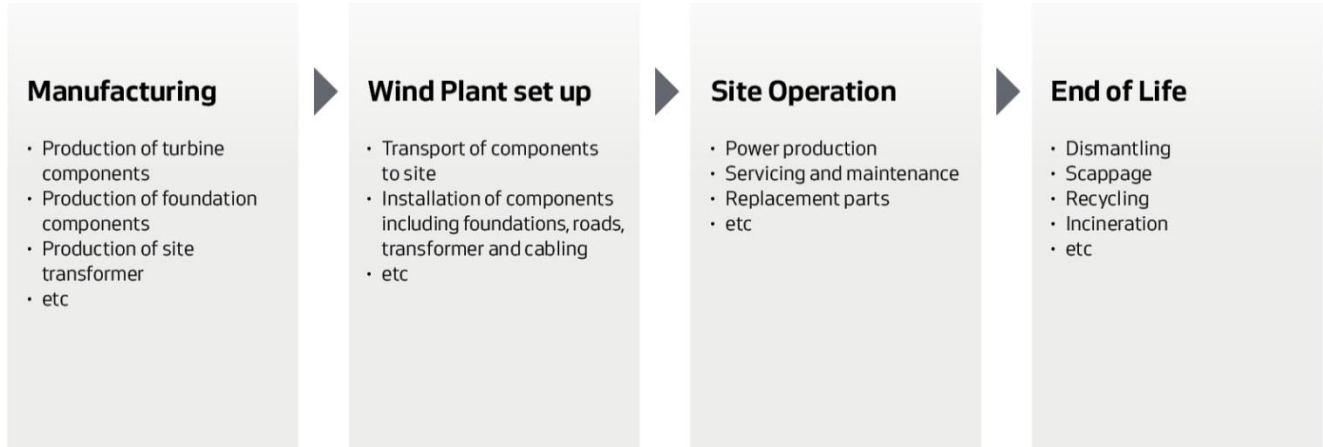 Manufacturing
• Production of turbine
components
• Production of foundation
components
• Production of site
transformer
• etc
Wind Plant set up
• Transport of components
to site
• Installation of components
including foundations, roads,
transformer and cabling
• etc
Site Operation
• Power production
• Servicing and maintenance
• Replacement parts
• etc
End of Life
• Dismantling
• Scappage
• Recycling
• Incineration
• etc